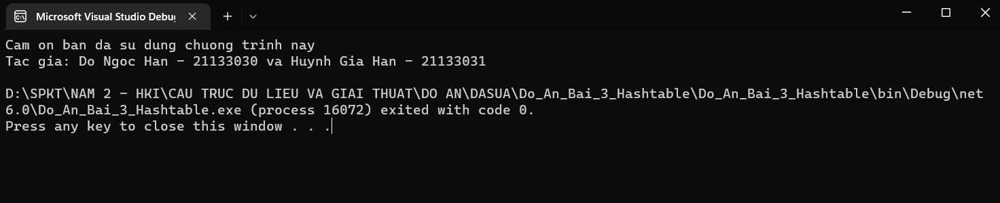 Microsoft Visual Studio Debug
Cam on ban da su dung chuong trinh nay
Tac gia: Do Ngoc Han - 21133030 va Huynh Gia Han - 21133031
D:\SPKT\NAM 2 - HKI\CAU TRUC DU LIEU VA GIAI THUAT\DO AN\DASUA\Do_An_Bai_3_Hashtable\Do_An_Bai_3_Hashtable\bin\Debug\net
6.0\Do_An_Bai_3_Hashtable.exe (process 16072) exited with code 0.
Press any key to close this window . . .